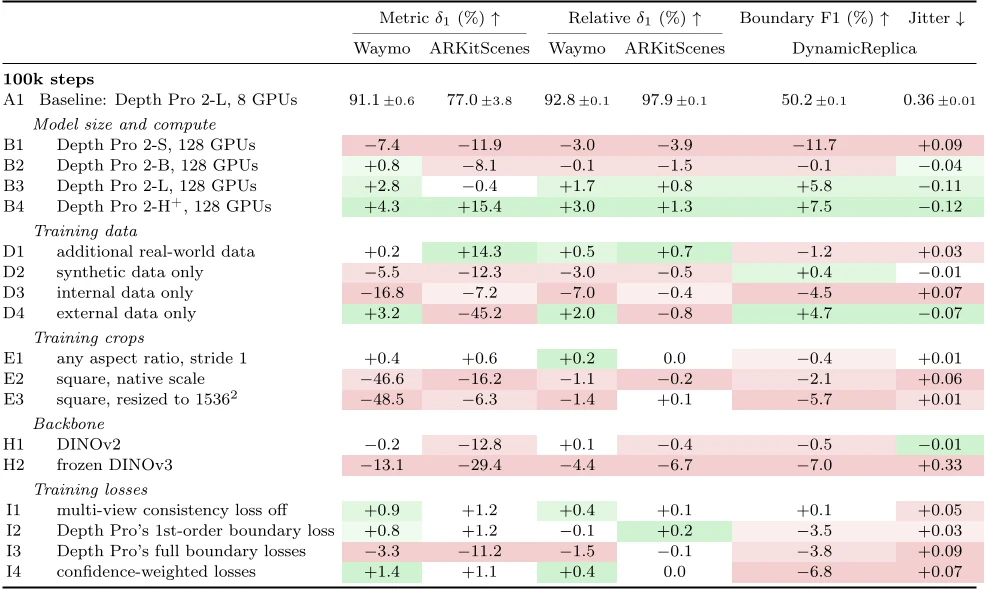 Metric δ₁ (%) ↑ Relative δ₁ (%) ↑ Boundary F1 (%) ↑ Jitter ↓
Waymo ARKitScenes Waymo ARKitScenes DynamicReplica
100k steps
A1 Baseline: Depth Pro 2-L, 8 GPUs 91.1 ±0.6 77.0 ±3.8 92.8 ±0.1 97.9 ±0.1 50.2 ±0.1 0.36 ±0.01
Model size and compute
B1 Depth Pro 2-S, 128 GPUs −7.4 −11.9 −3.0 −3.9 −11.7 +0.09
B2 Depth Pro 2-B, 128 GPUs +0.8 −8.1 −0.1 −1.5 −0.1 −0.04
B3 Depth Pro 2-L, 128 GPUs +2.8 −0.4 +1.7 +0.8 +5.8 −0.11
B4 Depth Pro 2-H⁺, 128 GPUs +4.3 +15.4 +3.0 +1.3 +7.5 −0.12
Training data
D1 additional real-world data +0.2 +14.3 +0.5 +0.7 −1.2 +0.03
D2 synthetic data only −5.5 −12.3 −3.0 −0.5 +0.4 −0.01
D3 internal data only −16.8 −7.2 −7.0 −0.4 −4.5 +0.07
D4 external data only +3.2 −45.2 +2.0 −0.8 +4.7 −0.07
Training crops
E1 any aspect ratio, stride 1 +0.4 +0.6 +0.2 0.0 −0.4 +0.01
E2 square, native scale −46.6 −16.2 −1.1 −0.2 −2.1 +0.06
E3 square, resized to 1536² −48.5 −6.3 −1.4 +0.1 −5.7 +0.01
Backbone
H1 DINOv2 −0.2 −12.8 +0.1 −0.4 −0.5 −0.01
H2 frozen DINOv3 −13.1 −29.4 −4.4 −6.7 −7.0 +0.33
Training losses
I1 multi-view consistency loss off +0.9 +1.2 +0.4 +0.1 +0.1 +0.05
I2 Depth Pro's 1st-order boundary loss +0.8 +1.2 −0.1 +0.2 −3.5 +0.03
I3 Depth Pro's full boundary losses −3.3 −11.2 −1.5 −0.1 −3.8 +0.09
I4 confidence-weighted losses +1.4 +1.1 +0.4 0.0 −6.8 +0.07